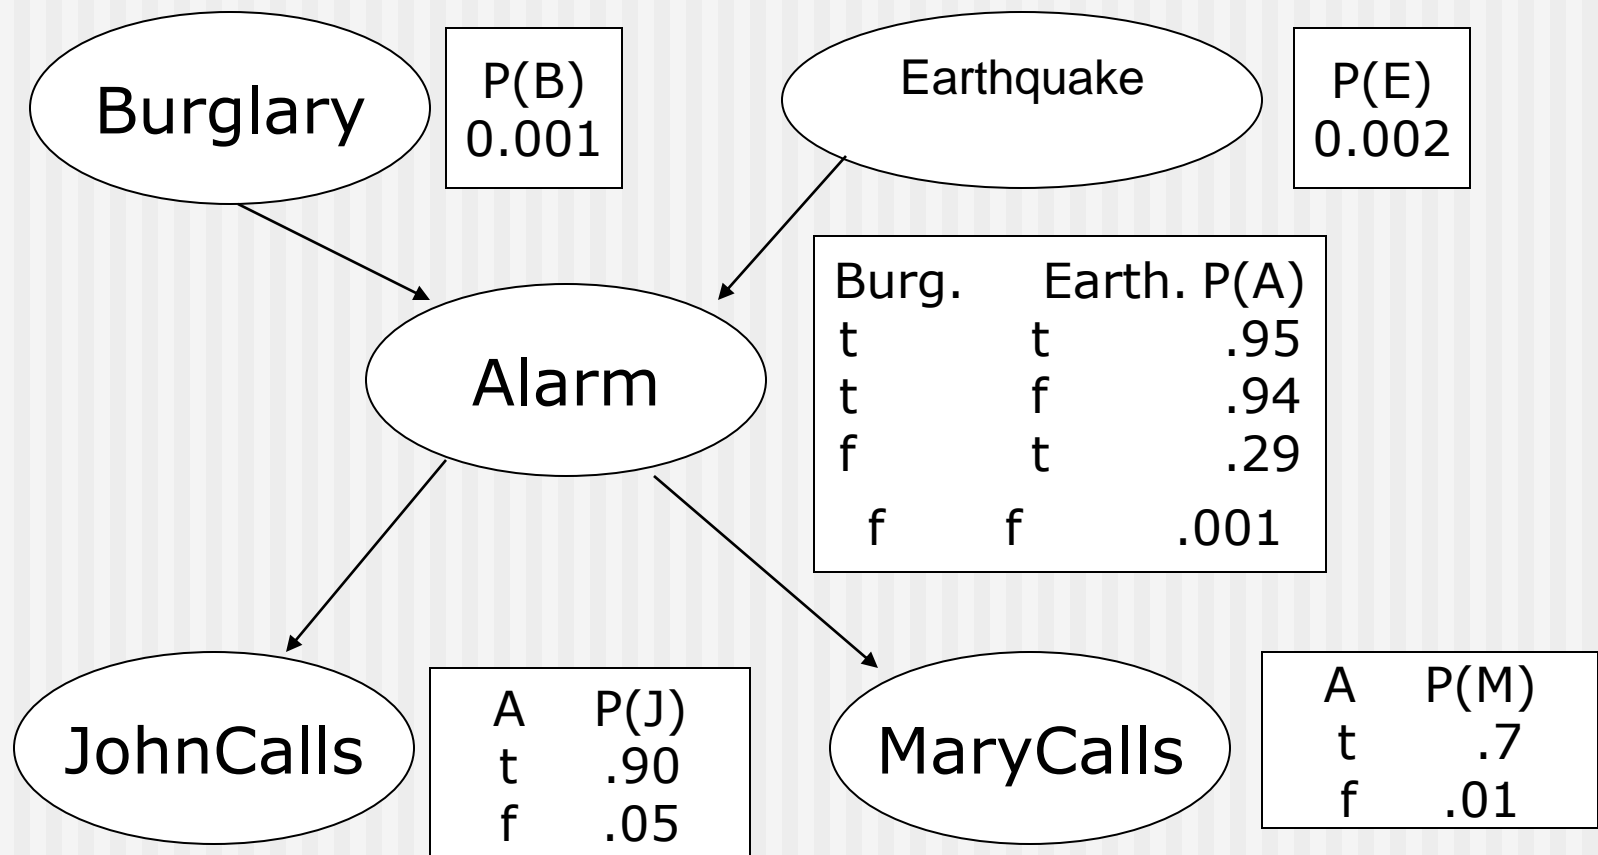 Burglary
P(B)
0.001
Earthquake
P(E)
0.002
Burg. Earth. P(A)
t t .95
t f .94
f t .29
f f .001
Alarm
JohnCalls
A P(J)
t .90
f .05
MaryCalls
A P(M)
t .7
f .01